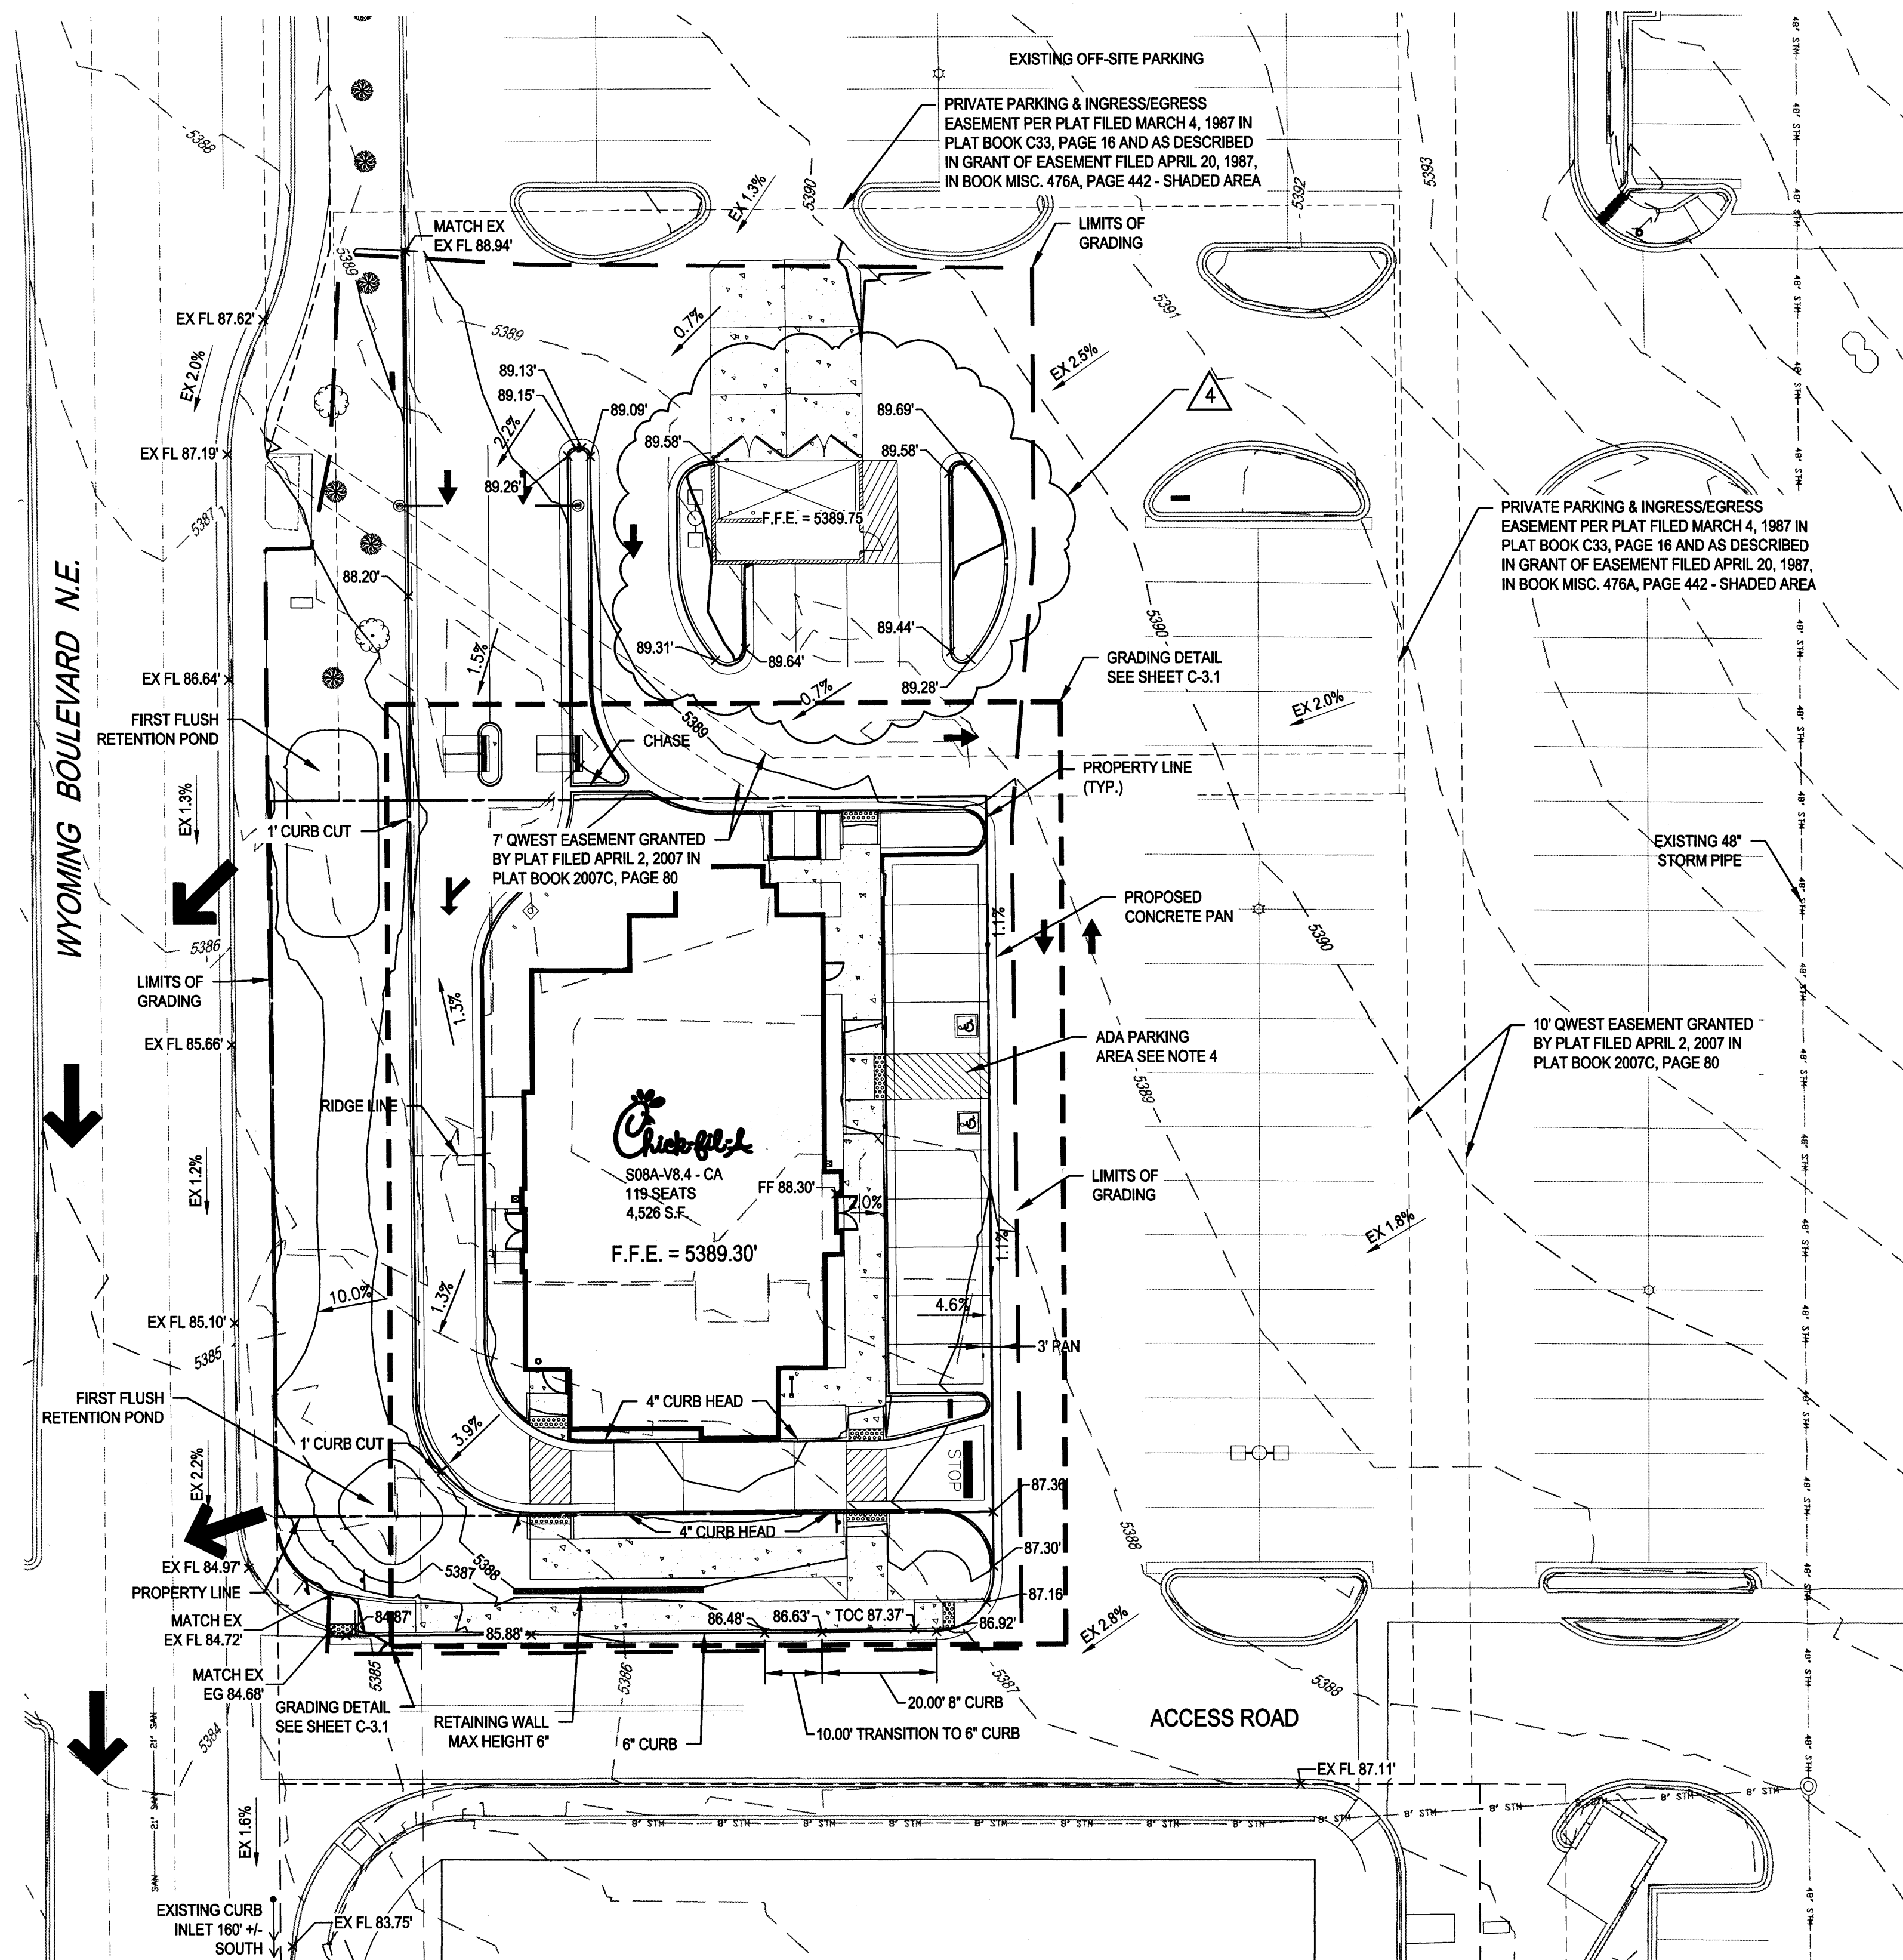 EXISTING OFF-SITE PARKING
PRIVATE PARKING & INGRESS/EGRESS
EASEMENT PER PLAT FILED MARCH 4, 1987 IN
PLAT BOOK C33, PAGE 16 AND AS DESCRIBED
IN GRANT OF EASEMENT FILED APRIL 20, 1987,
IN BOOK MISC. 476A, PAGE 442 - SHADED AREA
48" STM
5388
5390
5392
5393
EX 1.3%
MATCH EX
EX FL 88.94'
LIMITS OF
GRADING
5389
5391
EX FL 87.62'
5389
0.7%
EX 2.5%
EX 2.0%
89.13'
89.15'
89.09'
89.69'
4
2.2%
89.58'
89.58'
EX FL 87.19'
89.26'
5387
F.F.E. = 5389.75
PRIVATE PARKING & INGRESS/EGRESS
EASEMENT PER PLAT FILED MARCH 4, 1987 IN
PLAT BOOK C33, PAGE 16 AND AS DESCRIBED
IN GRANT OF EASEMENT FILED APRIL 20, 1987,
IN BOOK MISC. 476A, PAGE 442 - SHADED AREA
WYOMING BOULEVARD N.E.
88.20'
89.44'
5390
1.5%
89.31'
89.64'
89.28'
GRADING DETAIL
SEE SHEET C-3.1
EX FL 86.64'
0.7%
EX 2.0%
FIRST FLUSH
RETENTION POND
5389
CHASE
PROPERTY LINE
(TYP.)
EX 1.3%
1' CURB CUT
7' QWEST EASEMENT GRANTED
BY PLAT FILED APRIL 2, 2007 IN
PLAT BOOK 2007C, PAGE 80
EXISTING 48"
STORM PIPE
PROPOSED
CONCRETE PAN
1.1%
5390
5386
LIMITS OF
GRADING
1.3%
EX FL 85.66'
ADA PARKING
AREA SEE NOTE 4
10' QWEST EASEMENT GRANTED
BY PLAT FILED APRIL 2, 2007 IN
PLAT BOOK 2007C, PAGE 80
5389
RIDGE LINE
Chick-fil-A
S08A-V8.4 - CA
119 SEATS
4,526 S.F.
FF 88.30'
2.0%
F.F.E. = 5389.30'
EX 1.2%
LIMITS OF
GRADING
EX 1.8%
1.1%
10.0%
1.3%
4.6%
EX FL 85.10'
3' PAN
5385
FIRST FLUSH
RETENTION POND
4" CURB HEAD
3.9%
1' CURB CUT
STOP
EX 2.2%
87.36'
4" CURB HEAD
5388
87.30'
EX FL 84.97'
5387
5388
PROPERTY LINE
87.16'
MATCH EX
EX FL 84.72'
84.87'
85.88'
86.48'
86.63'
TOC 87.37'
86.92'
EX 2.8%
MATCH EX
EG 84.68'
5385
5386
5387
5388
GRADING DETAIL
SEE SHEET C-3.1
RETAINING WALL
MAX HEIGHT 6"
6" CURB
20.00' 8" CURB
10.00' TRANSITION TO 6" CURB
ACCESS ROAD
5384
21" SAN
EX FL 87.11'
8" STM
EX 1.6%
EXISTING CURB
INLET 160' +/-
SOUTH
EX FL 83.75'